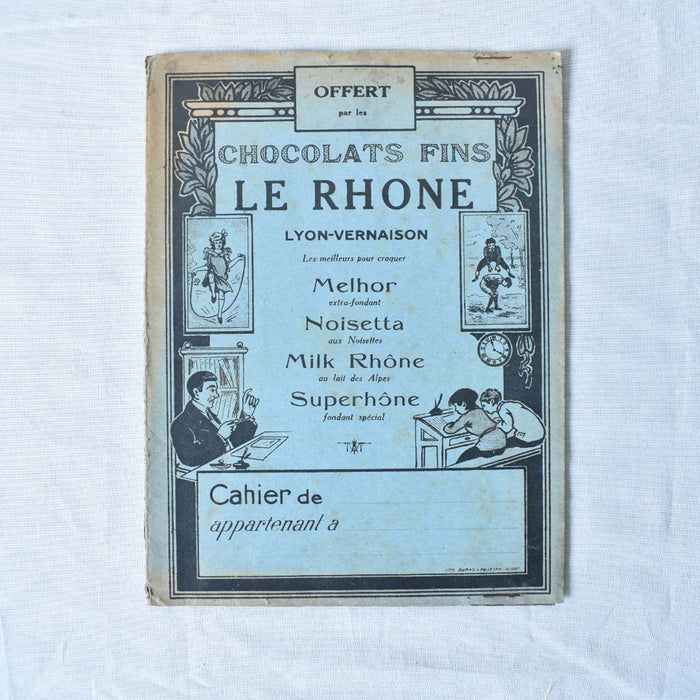 OFFERT
par les
CHOCOLATS FINS
LE RHONE
LYON-VERNAISON
Les meilleurs pour croquer
Melhor
extra-fondant
Noisetta
aux Noisettes
Milk Rhône
au lait des Alpes
Superhône
fondant spécial
Cahier de
appartenant a